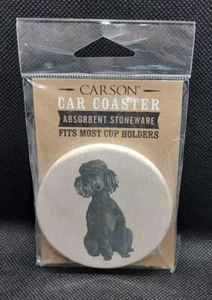 CARSON®
CAR COASTER
ABSORBENT STONEWARE
FITS MOST CUP HOLDERS